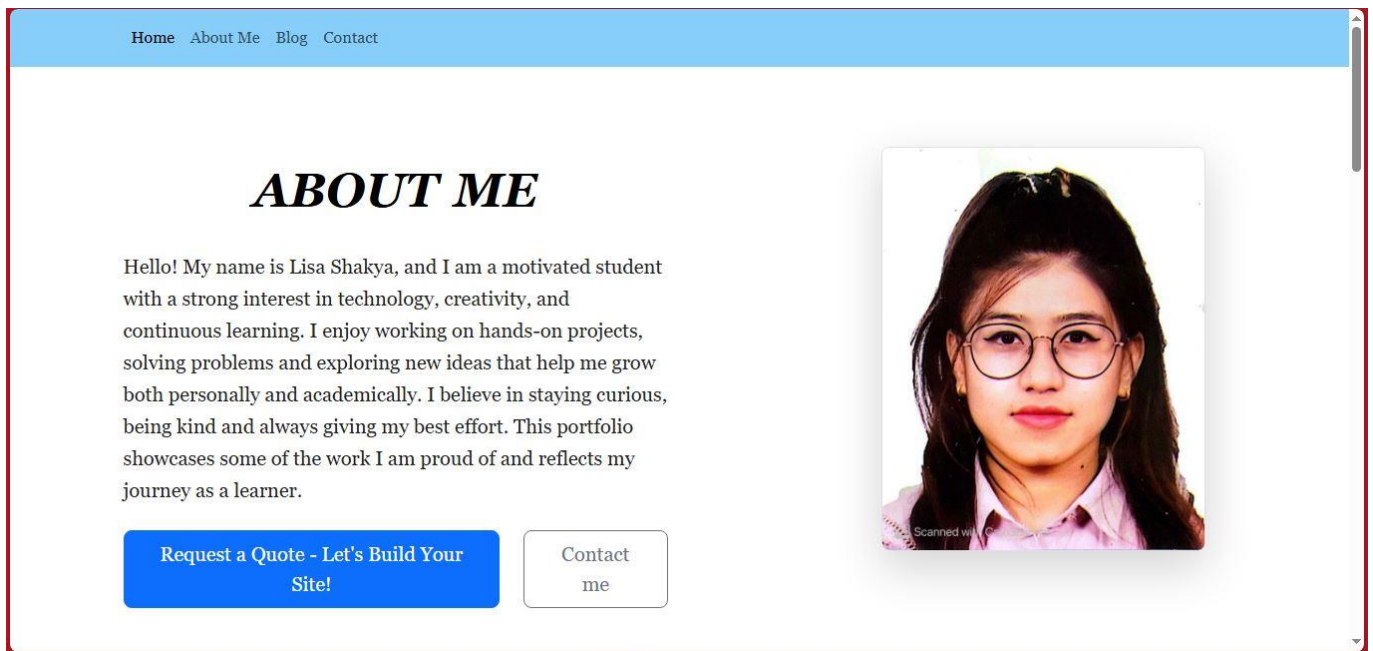 Home About Me Blog Contact
ABOUT ME
Hello! My name is Lisa Shakya, and I am a motivated student
with a strong interest in technology, creativity, and
continuous learning. I enjoy working on hands-on projects,
solving problems and exploring new ideas that help me grow
both personally and academically. I believe in staying curious,
being kind and always giving my best effort. This portfolio
showcases some of the work I am proud of and reflects my
journey as a learner.
Request a Quote - Let's Build Your
Site!
Contact
me
Scanned with